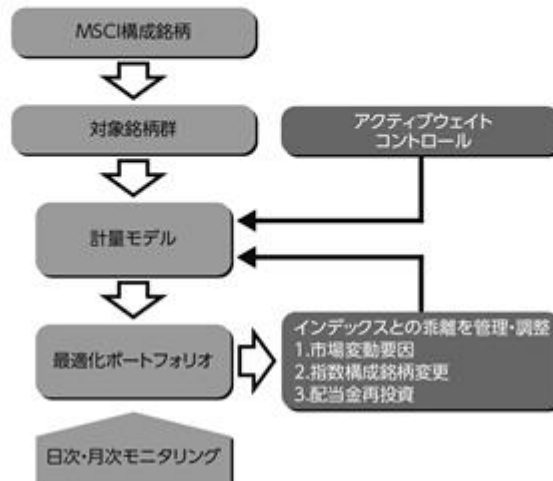 MSCI構成銘柄
対象銘柄群
アクティブウェイト
コントロール
計量モデル
最適化ポートフォリオ
インデックスとの乖離を管理・調整
1.市場変動要因
2.指数構成銘柄変更
3.配当金再投資
日次・月次モニタリング